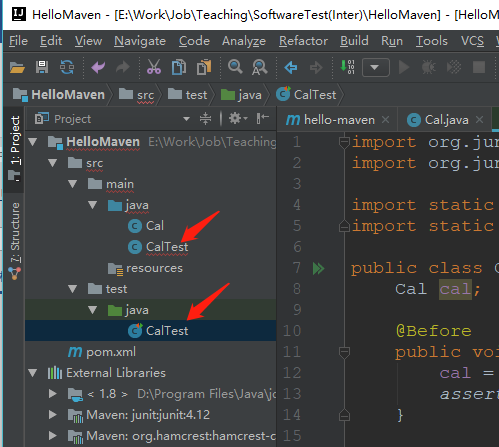 HelloMaven - [E:\Work\Job\Teaching\SoftwareTest(Inter)\HelloMaven] - [Hello
File Edit View Navigate Code Analyze Refactor Build Run Tools VCS
HelloMaven src test java CalTest
1: Project
7: Structure
Project
HelloMaven E:\Work\Job\Teaching
src
main
java
Cal
CalTest
resources
test
java
CalTest
pom.xml
External Libraries
< 1.8 > D:\Program Files\Java\j
Maven: junit:junit:4.12
Maven: org.hamcrest:hamcrest-c
hello-maven Cal.java
1 import org.jun
2 import org.jun
3
4 import static
5 import static
6
7 public class C
8 Cal cal;
9
10 @Before
11 public voi
12 cal =
13 assert
14 }